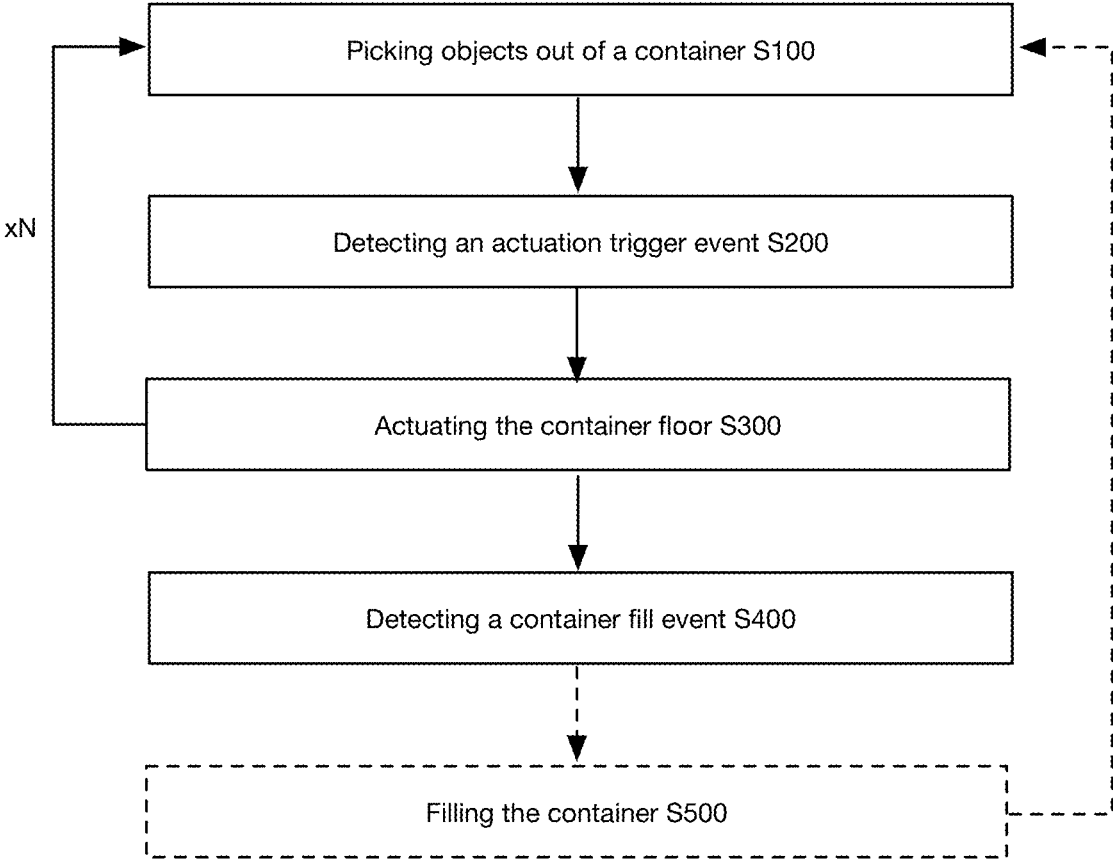 Picking objects out of a container S100
xN
Detecting an actuation trigger event S200
Actuating the container floor S300
Detecting a container fill event S400
Filling the container S500